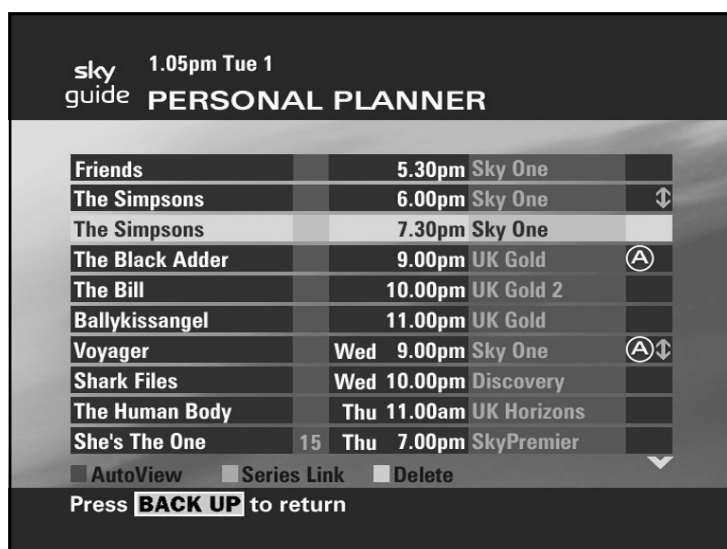 sky 1.05pm Tue 1
guide PERSONAL PLANNER
Friends 5.30pm Sky One
The Simpsons 6.00pm Sky One
The Simpsons 7.30pm Sky One
The Black Adder 9.00pm UK Gold A
The Bill 10.00pm UK Gold 2
Ballykissangel 11.00pm UK Gold
Voyager Wed 9.00pm Sky One A
Shark Files Wed 10.00pm Discovery
The Human Body Thu 11.00am UK Horizons
She's The One 15 Thu 7.00pm SkyPremier
AutoView Series Link Delete
Press BACK UP to return